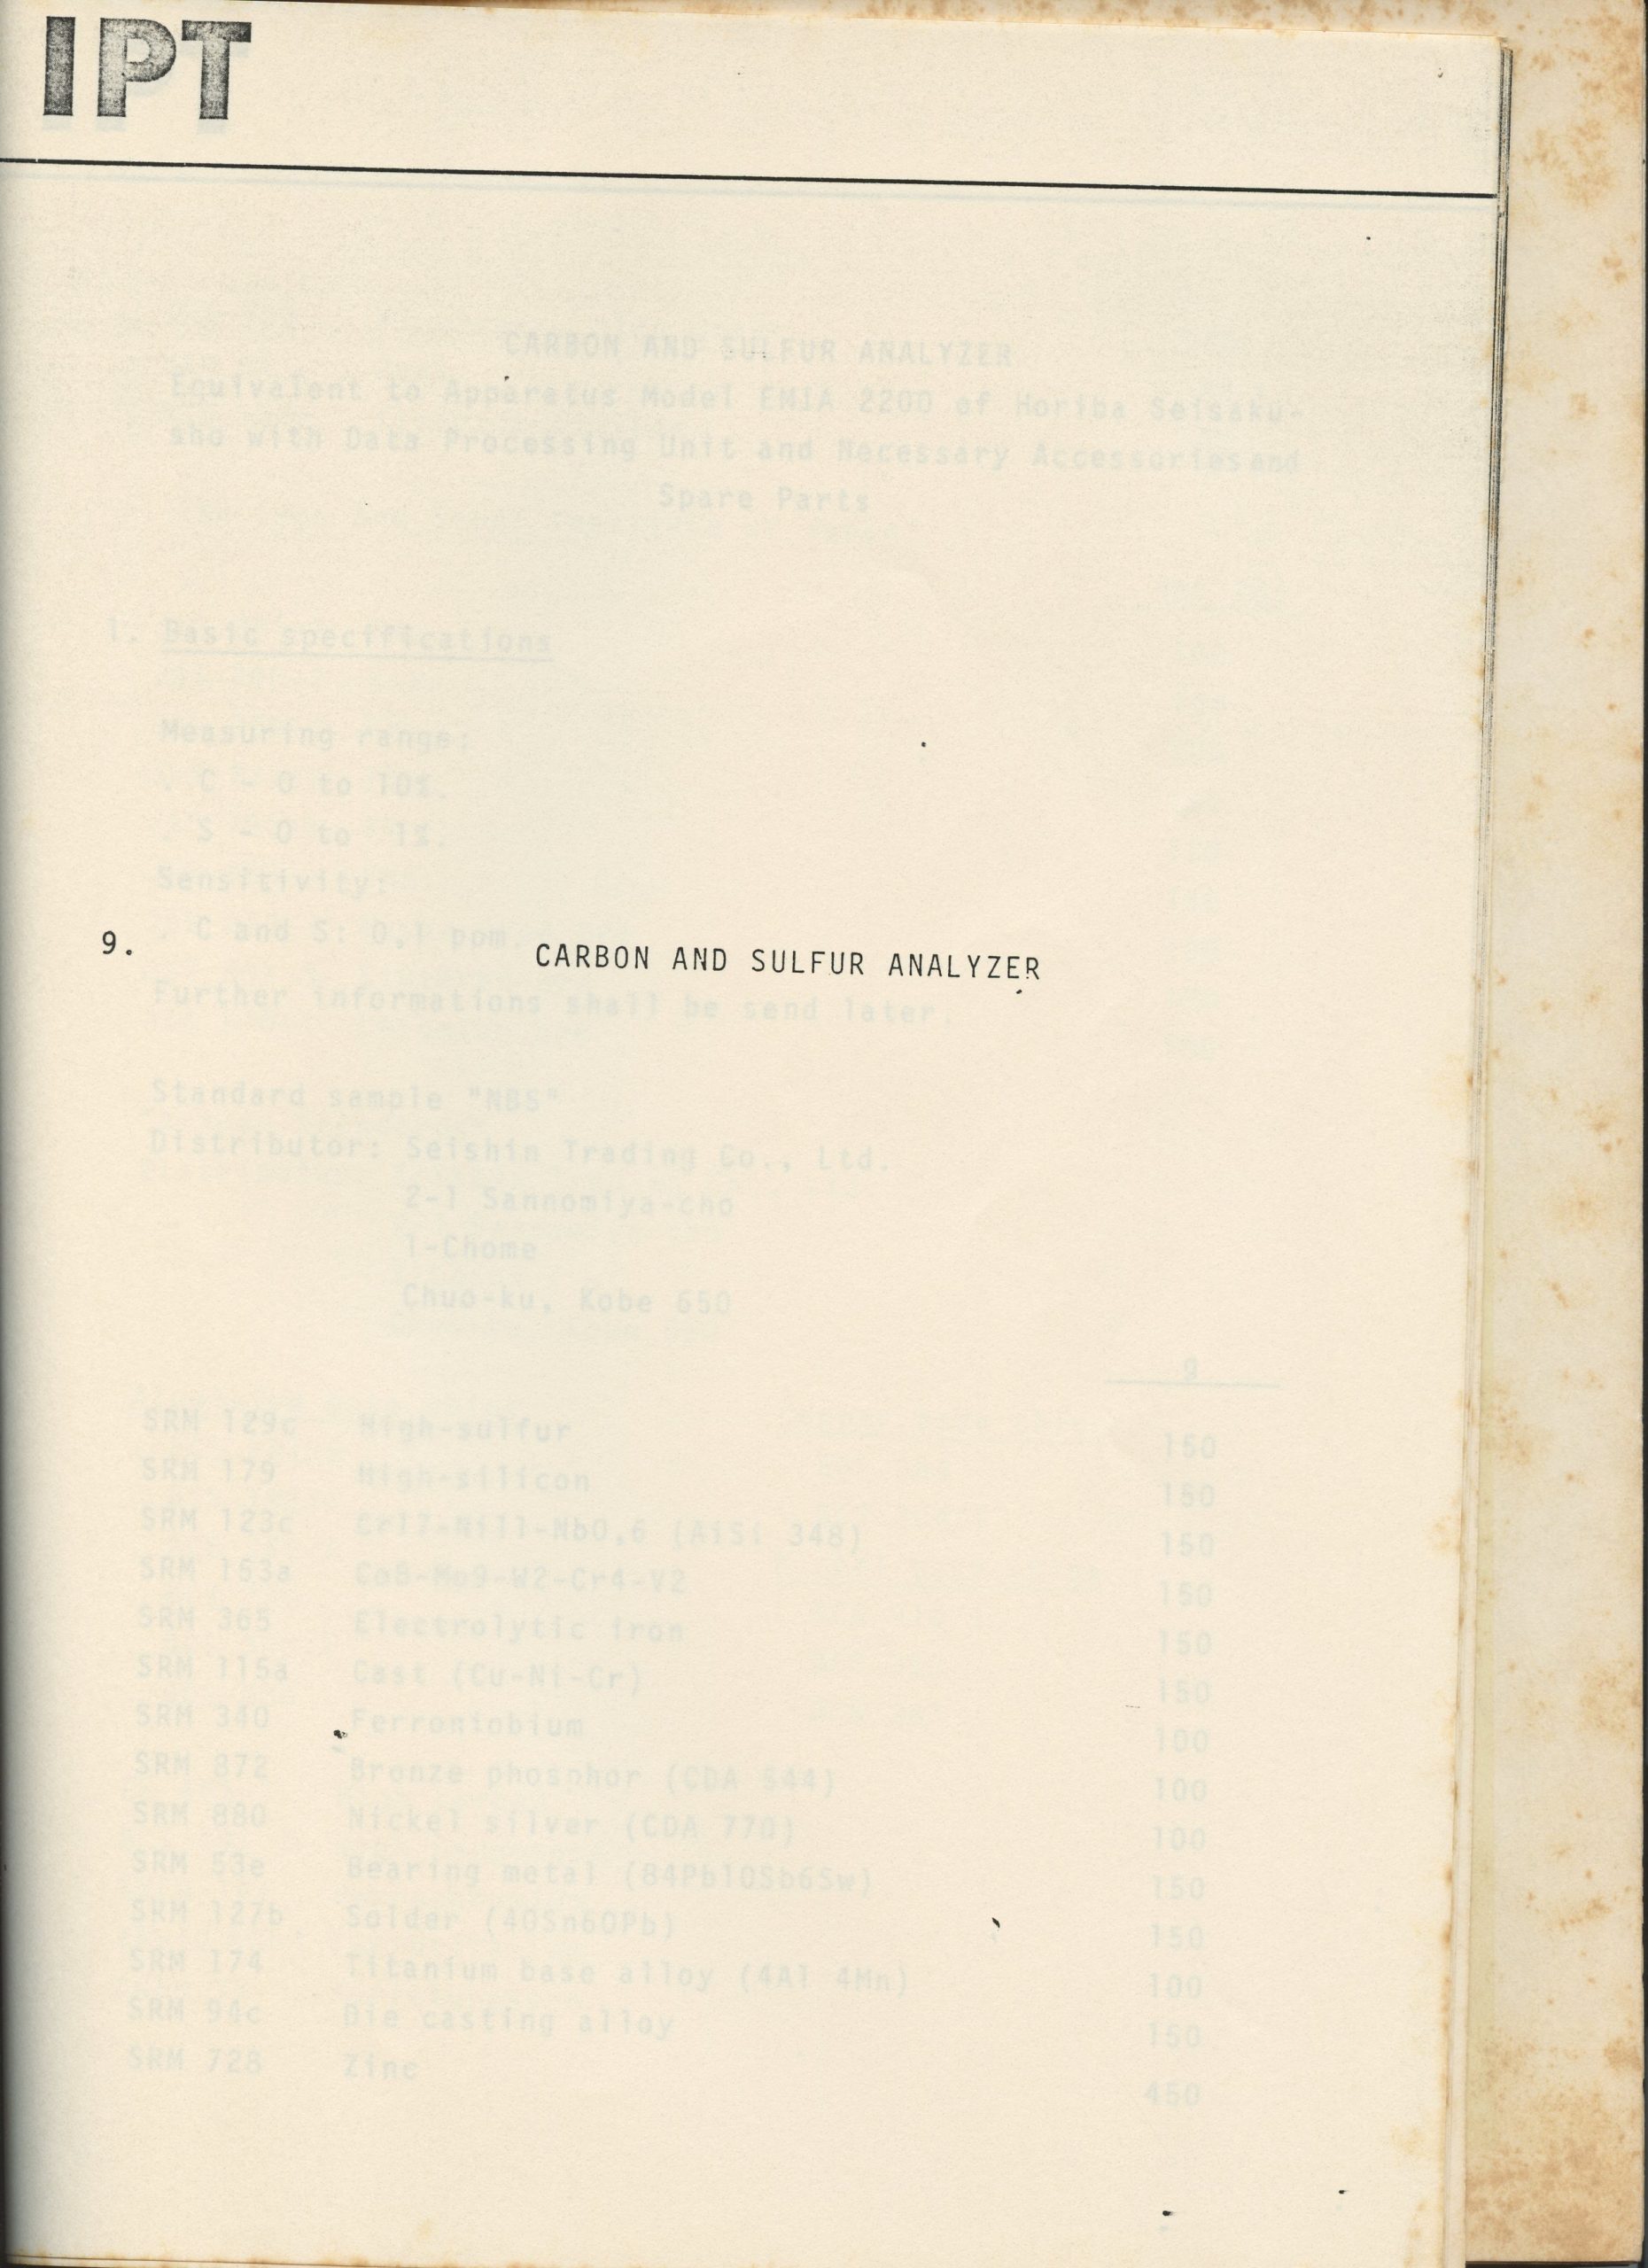 IPT
9. CARBON AND SULFUR ANALYZER
CARBON AND SULFUR ANALYZER
Equivalent to Apparatus Model EMIA 2200 of Horiba Seisaku-
sho with Data Processing Unit and Necessary Accessories and
Spare Parts
1. Basic specifications
Measuring range:
. C - 0 to 10%.
. S - 0 to 1%.
Sensitivity:
. C and S: 0,1 ppm.
Further informations shall be send later.
Standard sample "NBS"
Distributor: Seishin Trading Co., Ltd.
2-1 Sannomiya-cho
1-Chome
Chuo-ku, Kobe 650
g
SRM 129c High-sulfur 150
SRM 179 High-silicon 150
SRM 123c Cr17-Ni11-Nb0,6 (AiSi 348) 150
SRM 153a Co8-Mo9-W2-Cr4-V2 150
SRM 365 Electrolytic iron 150
SRM 115a Cast (Cu-Ni-Cr) 150
SRM 340 Ferroniobium 100
SRM 872 Bronze phosphor (CDA 544) 100
SRM 880 Nickel silver (CDA 770) 100
SRM 53e Bearing metal (84Pb10Sb6Sw) 150
SRM 127b Solder (40Sn60Pb) 150
SRM 174 Titanium base alloy (4Al 4Mn) 100
SRM 94c Die casting alloy 150
SRM 728 Zinc 450